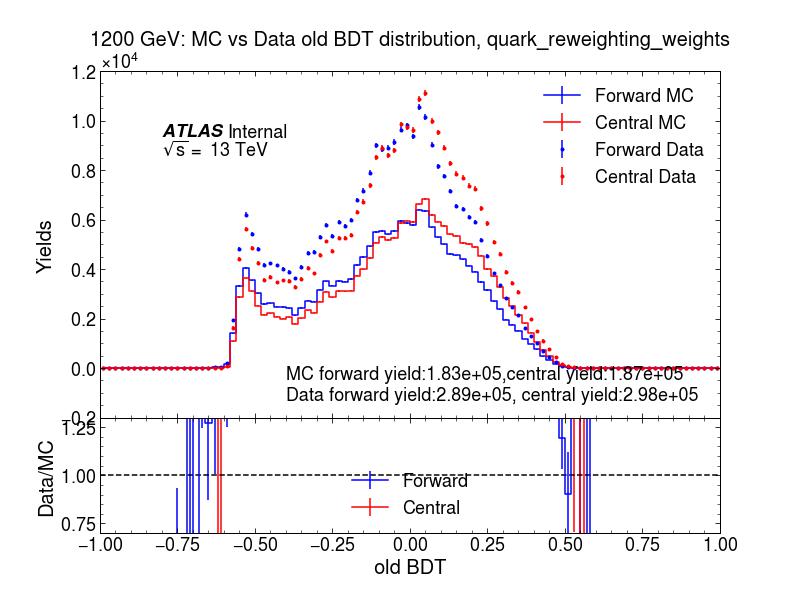 1200 GeV: MC vs Data old BDT distribution, quark_reweighting_weights
×10⁴
1.2
1.0
0.8
0.6
0.4
0.2
0.0
0.2
Yields
ATLAS Internal
√s = 13 TeV
Forward MC
Central MC
Forward Data
Central Data
MC forward yield:1.83e+05,central yield:1.87e+05
Data forward yield:2.89e+05, central yield:2.98e+05
1.25
1.00
0.75
Data/MC
Forward
Central
−1.00 −0.75 −0.50 −0.25 0.00 0.25 0.50 0.75 1.00
old BDT